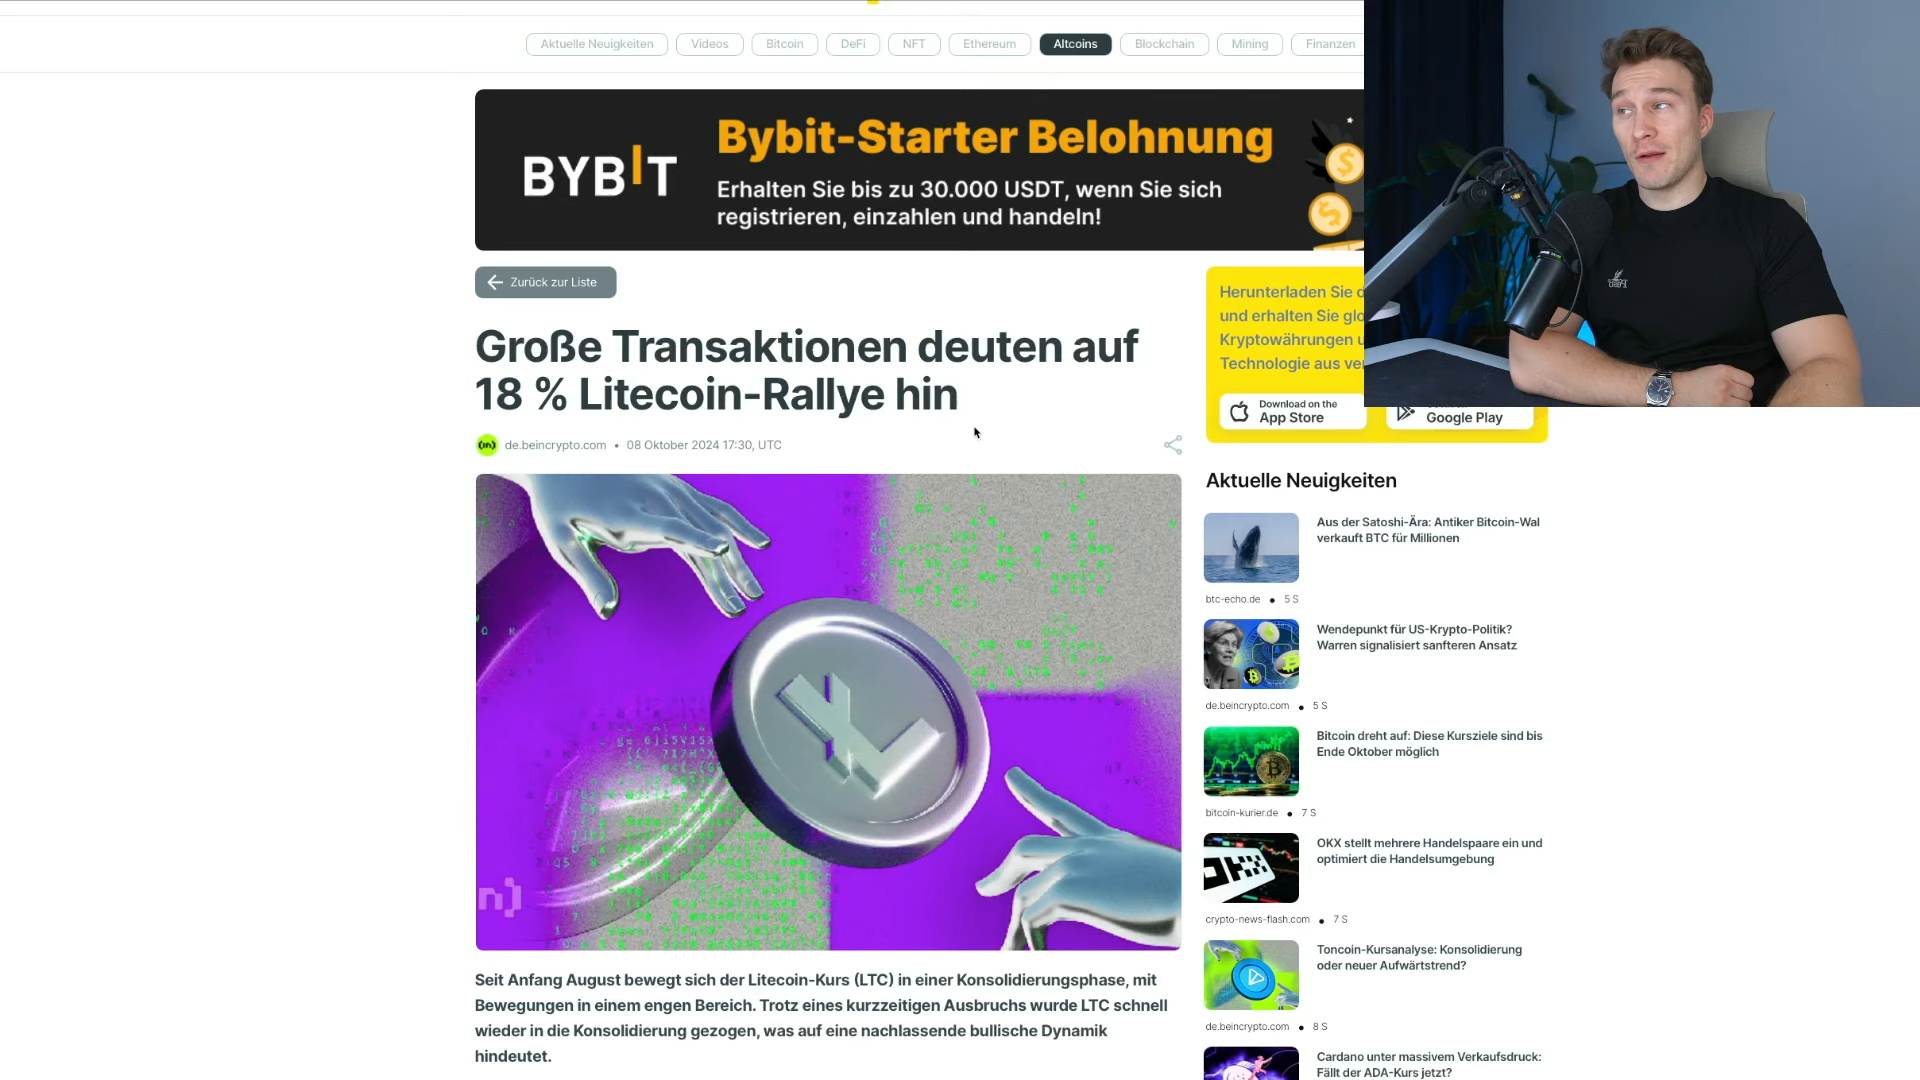 Aktuelle Neuigkeiten
Videos
Bitcoin
DeFi
NFT
Ethereum
Altcoins
Blockchain
Mining
Finanzen
BYBIT
Bybit-Starter Belohnung
Erhalten Sie bis zu 30.000 USDT, wenn Sie sich
registrieren, einzahlen und handeln!
Zurück zur Liste
Große Transaktionen deuten auf
18 % Litecoin-Rallye hin
de.beincrypto.com • 08 Oktober 2024 17:30, UTC
Seit Anfang August bewegt sich der Litecoin-Kurs (LTC) in einer Konsolidierungsphase, mit
Bewegungen in einem engen Bereich. Trotz eines kurzzeitigen Ausbruchs wurde LTC schnell
wieder in die Konsolidierung gezogen, was auf eine nachlassende bullische Dynamik
hindeutet.
Herunterladen Sie
und erhalten Sie
Kryptowährungen
Technologie aus
Download on the
App Store
Google Play
Aktuelle Neuigkeiten
Aus der Satoshi-Ära: Antiker Bitcoin-Wal
verkauft BTC für Millionen
btc-echo.de • 5 S
Wendepunkt für US-Krypto-Politik?
Warren signalisiert sanfteren Ansatz
de.beincrypto.com • 5 S
Bitcoin dreht auf: Diese Kursziele sind bis
Ende Oktober möglich
bitcoin-kurier.de • 7 S
OKX stellt mehrere Handelspaare ein und
optimiert die Handelsumgebung
crypto-news-flash.com • 7 S
Toncoin-Kursanalyse: Konsolidierung
oder neuer Aufwärtstrend?
de.beincrypto.com • 8 S
Cardano unter massivem Verkaufsdruck:
Fällt der ADA-Kurs jetzt?